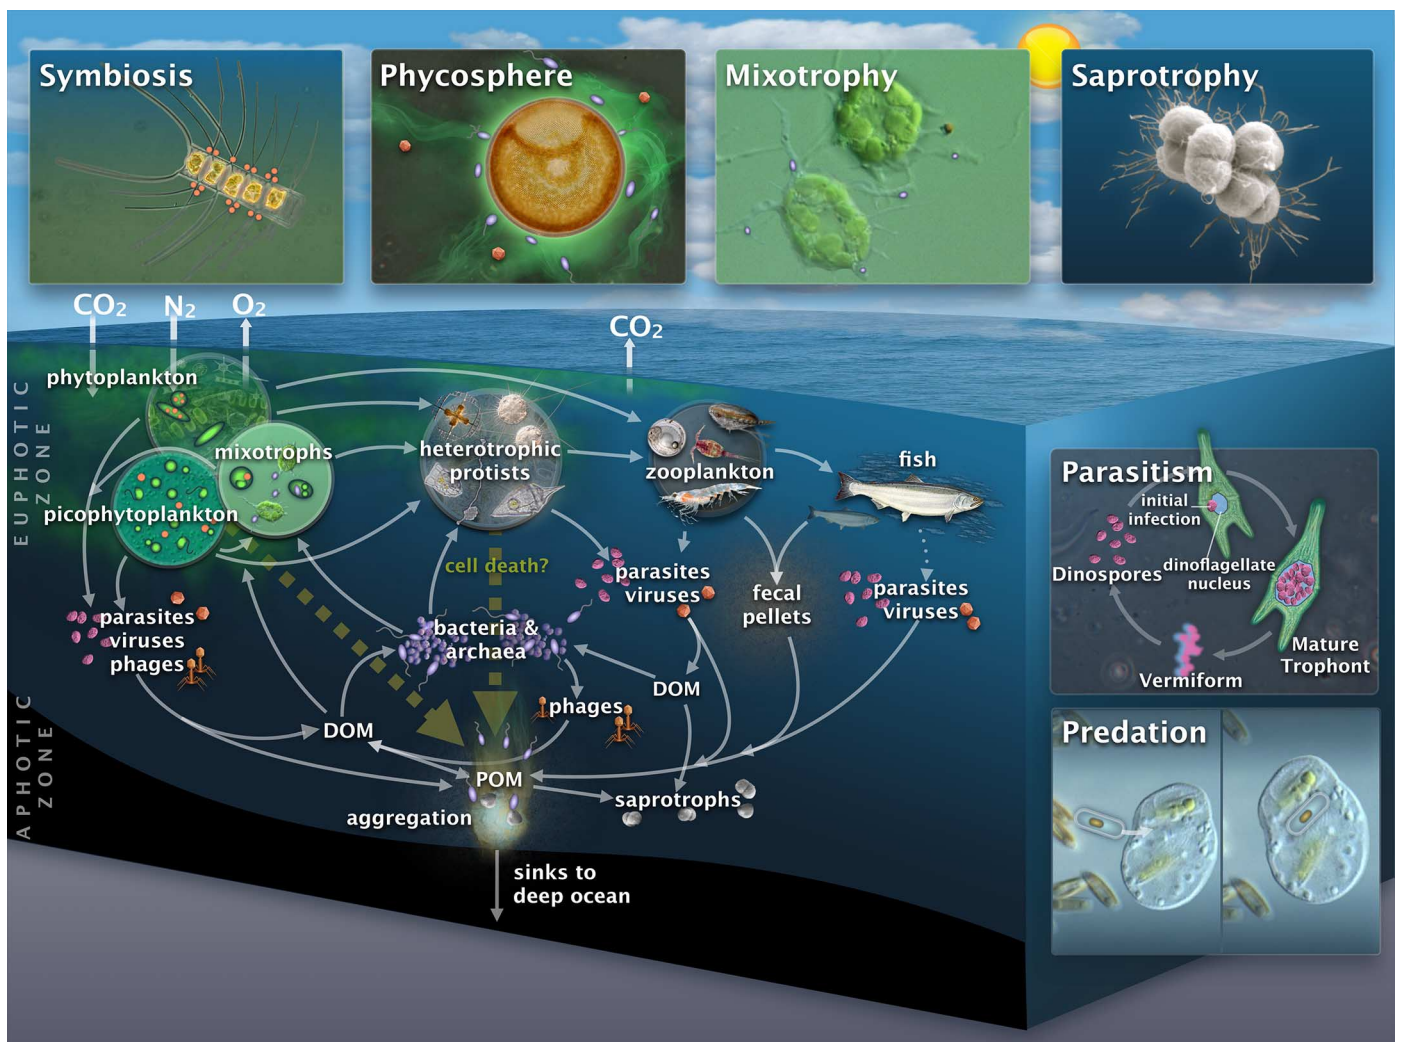 Symbiosis
Phycosphere
Mixotrophy
Saprotrophy
CO₂
N₂
O₂
CO₂
EUPHOTIC
ZONE
phytoplankton
mixotrophs
picophytoplankton
heterotrophic
protists
zooplankton
fish
cell death?
parasites
viruses
fecal
pellets
parasites
viruses
parasites
viruses
phages
bacteria &
archaea
DOM
phages
DOM
APHOTIC
ZONE
POM
saprotrophs
aggregation
sinks to
deep ocean
Parasitism
initial
infection
Dinospores
dinoflagellate
nucleus
Mature
Trophont
Vermiform
Predation